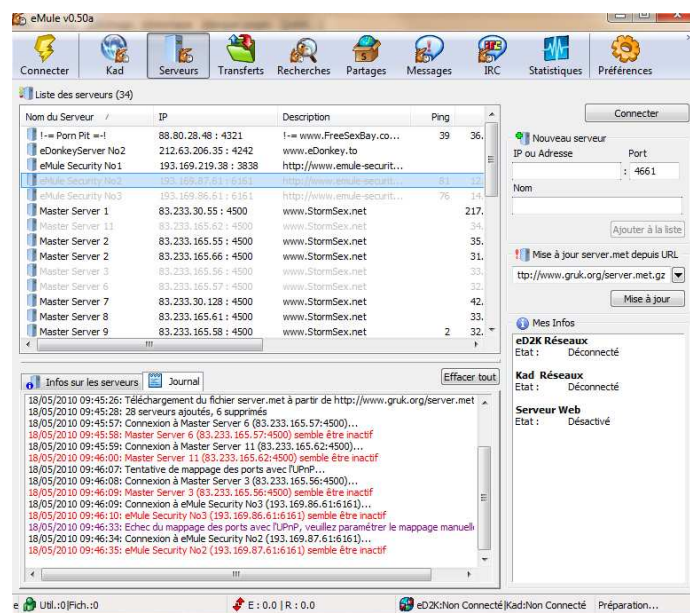 eMule v0.50a
Connecter Kad Serveurs Transferts Recherches Partages Messages IRC Statistiques Préférences
Liste des serveurs (34)
Nom du Serveur / IP Description Ping
!-= Porn Pit =-! 88.80.28.48 : 4321 !-= www.FreeSexBay.co... 39 36.
eDonkeyServer No2 212.63.206.35 : 4242 www.eDonkey.to
eMule Security No1 193.169.219.38 : 3838 http://www.emule-securit...
eMule Security No2 193.169.87.61 : 6161 http://www.emule-securit... 81 12.
eMule Security No3 193.169.86.61 : 6161 http://www.emule-securit... 76 14.
Master Server 1 83.233.30.55 : 4500 www.StormSex.net 217.
Master Server 11 83.233.165.62 : 4500 www.StormSex.net 34.
Master Server 2 83.233.165.55 : 4500 www.StormSex.net 35.
Master Server 2 83.233.165.66 : 4500 www.StormSex.net 31.
Master Server 3 83.233.165.56 : 4500 www.StormSex.net 33.
Master Server 6 83.233.165.57 : 4500 www.StormSex.net 32.
Master Server 7 83.233.30.128 : 4500 www.StormSex.net 42.
Master Server 8 83.233.165.61 : 4500 www.StormSex.net 33.
Master Server 9 83.233.165.58 : 4500 www.StormSex.net 2 32.
Connecter
Nouveau serveur
IP ou Adresse Port
: 4661
Nom
Ajouter à la liste
Mise à jour server.met depuis URL
ttp://www.gruk.org/server.met.gz
Mise à jour
Mes Infos
eD2K Réseaux
Etat : Déconnecté
Kad Réseaux
Etat : Déconnecté
Serveur Web
Etat : Désactivé
Infos sur les serveurs Journal Effacer tout
18/05/2010 09:45:26: Téléchargement du fichier server.met à partir de http://www.gruk.org/server.met
18/05/2010 09:45:28: 28 serveurs ajoutés, 6 supprimés
18/05/2010 09:45:57: Connexion à Master Server 6 (83.233.165.57:4500)...
18/05/2010 09:45:58: Master Server 6 (83.233.165.57:4500) semble être inactif
18/05/2010 09:45:59: Connexion à Master Server 11 (83.233.165.62:4500)...
18/05/2010 09:46:00: Master Server 11 (83.233.165.62:4500) semble être inactif
18/05/2010 09:46:07: Tentative de mappage des ports avec l'UPnP...
18/05/2010 09:46:08: Connexion à Master Server 3 (83.233.165.56:4500)...
18/05/2010 09:46:09: Master Server 3 (83.233.165.56:4500) semble être inactif
18/05/2010 09:46:09: Connexion à eMule Security No3 (193.169.86.61:6161)...
18/05/2010 09:46:10: eMule Security No3 (193.169.86.61:6161) semble être inactif
18/05/2010 09:46:33: Echec du mappage des ports avec l'UPnP, veuillez paramétrer le mappage manuelle
18/05/2010 09:46:34: Connexion à eMule Security No2 (193.169.87.61:6161)...
18/05/2010 09:46:35: eMule Security No2 (193.169.87.61:6161) semble être inactif
e Util.:0|Fich.:0 E : 0.0 | R : 0.0 eD2K:Non Connecté|Kad:Non Connecté Préparation...